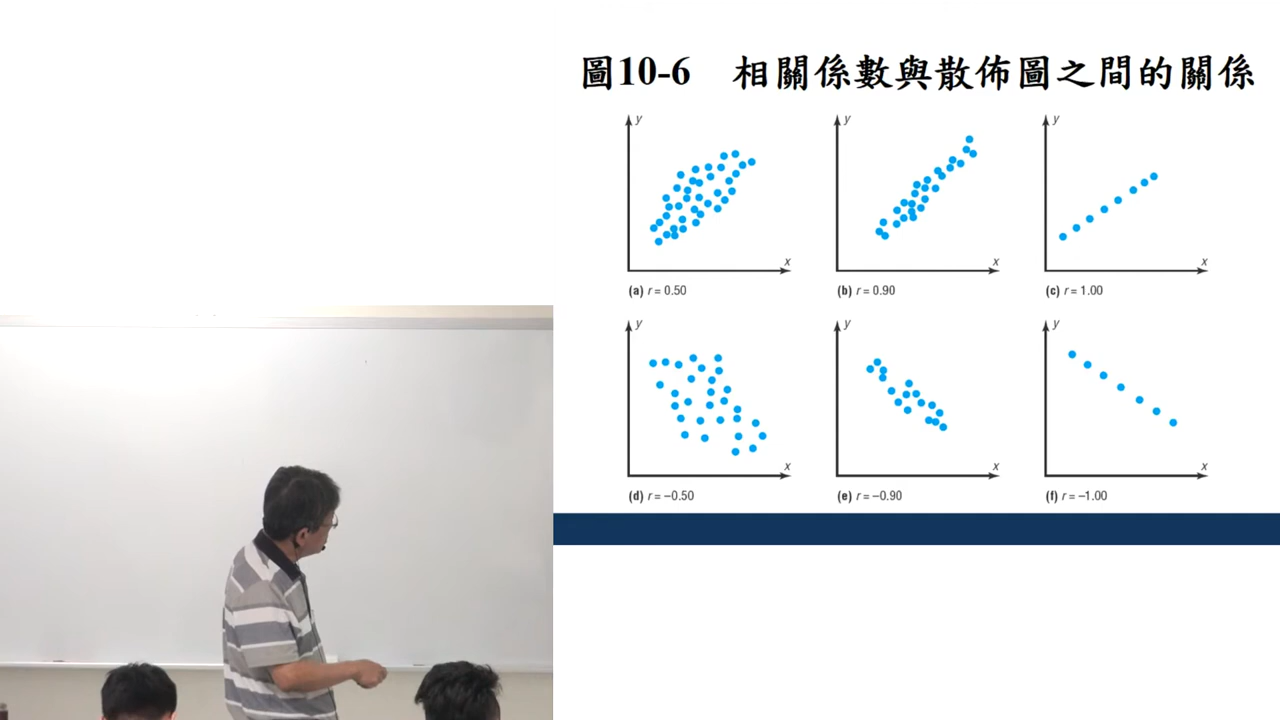 圖10-6 相關係數與散佈圖之間的關係
y
y
y
x
x
x
(a) r = 0.50
(b) r = 0.90
(c) r = 1.00
y
y
y
x
x
x
(d) r = –0.50
(e) r = –0.90
(f) r = –1.00